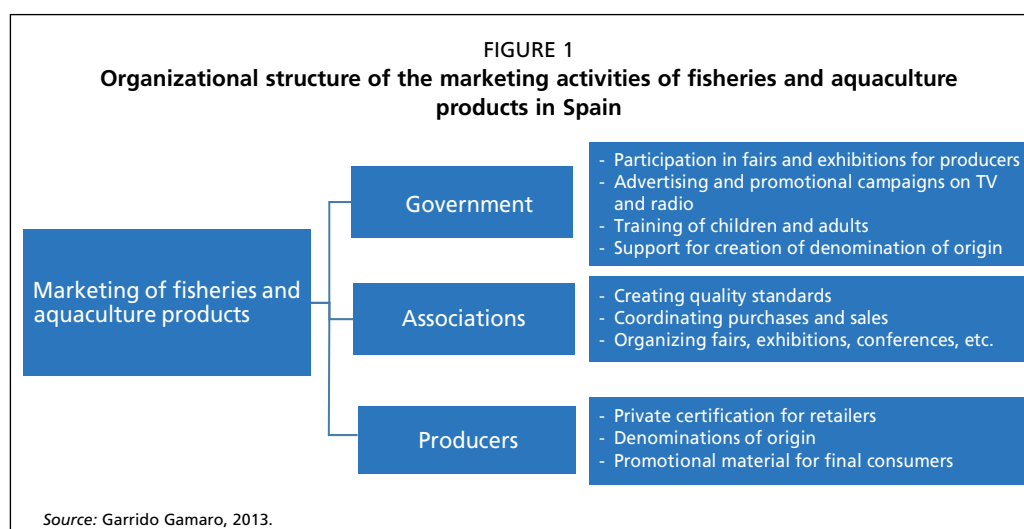 FIGURE 1
Organizational structure of the marketing activities of fisheries and aquaculture
products in Spain
Marketing of fisheries and
aquaculture products
Government
- Participation in fairs and exhibitions for producers
- Advertising and promotional campaigns on TV
and radio
- Training of children and adults
- Support for creation of denomination of origin
Associations
- Creating quality standards
- Coordinating purchases and sales
- Organizing fairs, exhibitions, conferences, etc.
Producers
- Private certification for retailers
- Denominations of origin
- Promotional material for final consumers
Source: Garrido Gamaro, 2013.